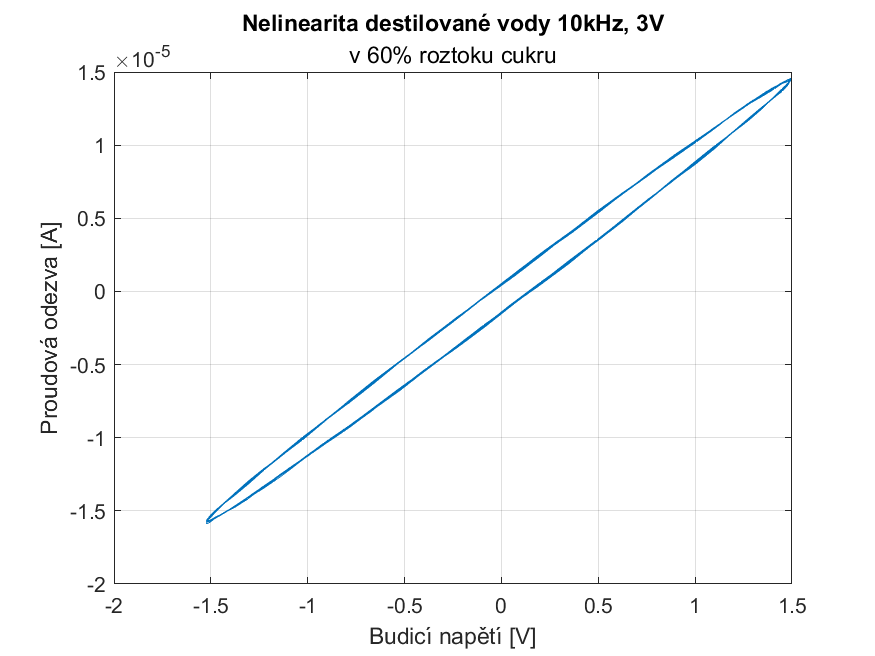 Nelinearita destilované vody 10kHz, 3V
v 60% roztoku cukru
×10-5
1.5
1
0.5
0
-0.5
-1
-1.5
-2
Proudová odezva [A]
-2 -1.5 -1 -0.5 0 0.5 1 1.5
Budicí napětí [V]